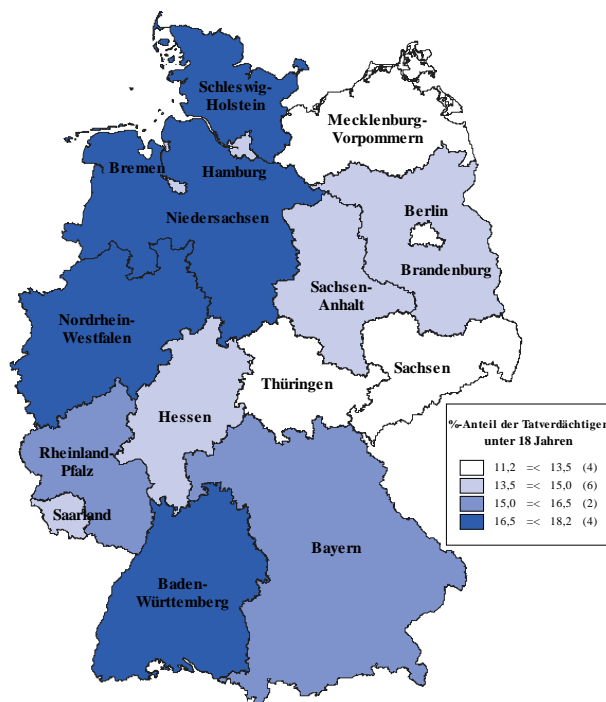 Schleswig-
Holstein
Mecklenburg-
Vorpommern
Bremen
Hamburg
Niedersachsen
Berlin
Brandenburg
Sachsen-
Anhalt
Nordrhein-
Westfalen
Thüringen
Sachsen
Hessen
Rheinland-
Pfalz
Saarland
Bayern
Baden-
Württemberg
%-Anteil der Tatverdächtigen
unter 18 Jahren
11,2 =< 13,5 (4)
13,5 =< 15,0 (6)
15,0 =< 16,5 (2)
16,5 =< 18,2 (4)